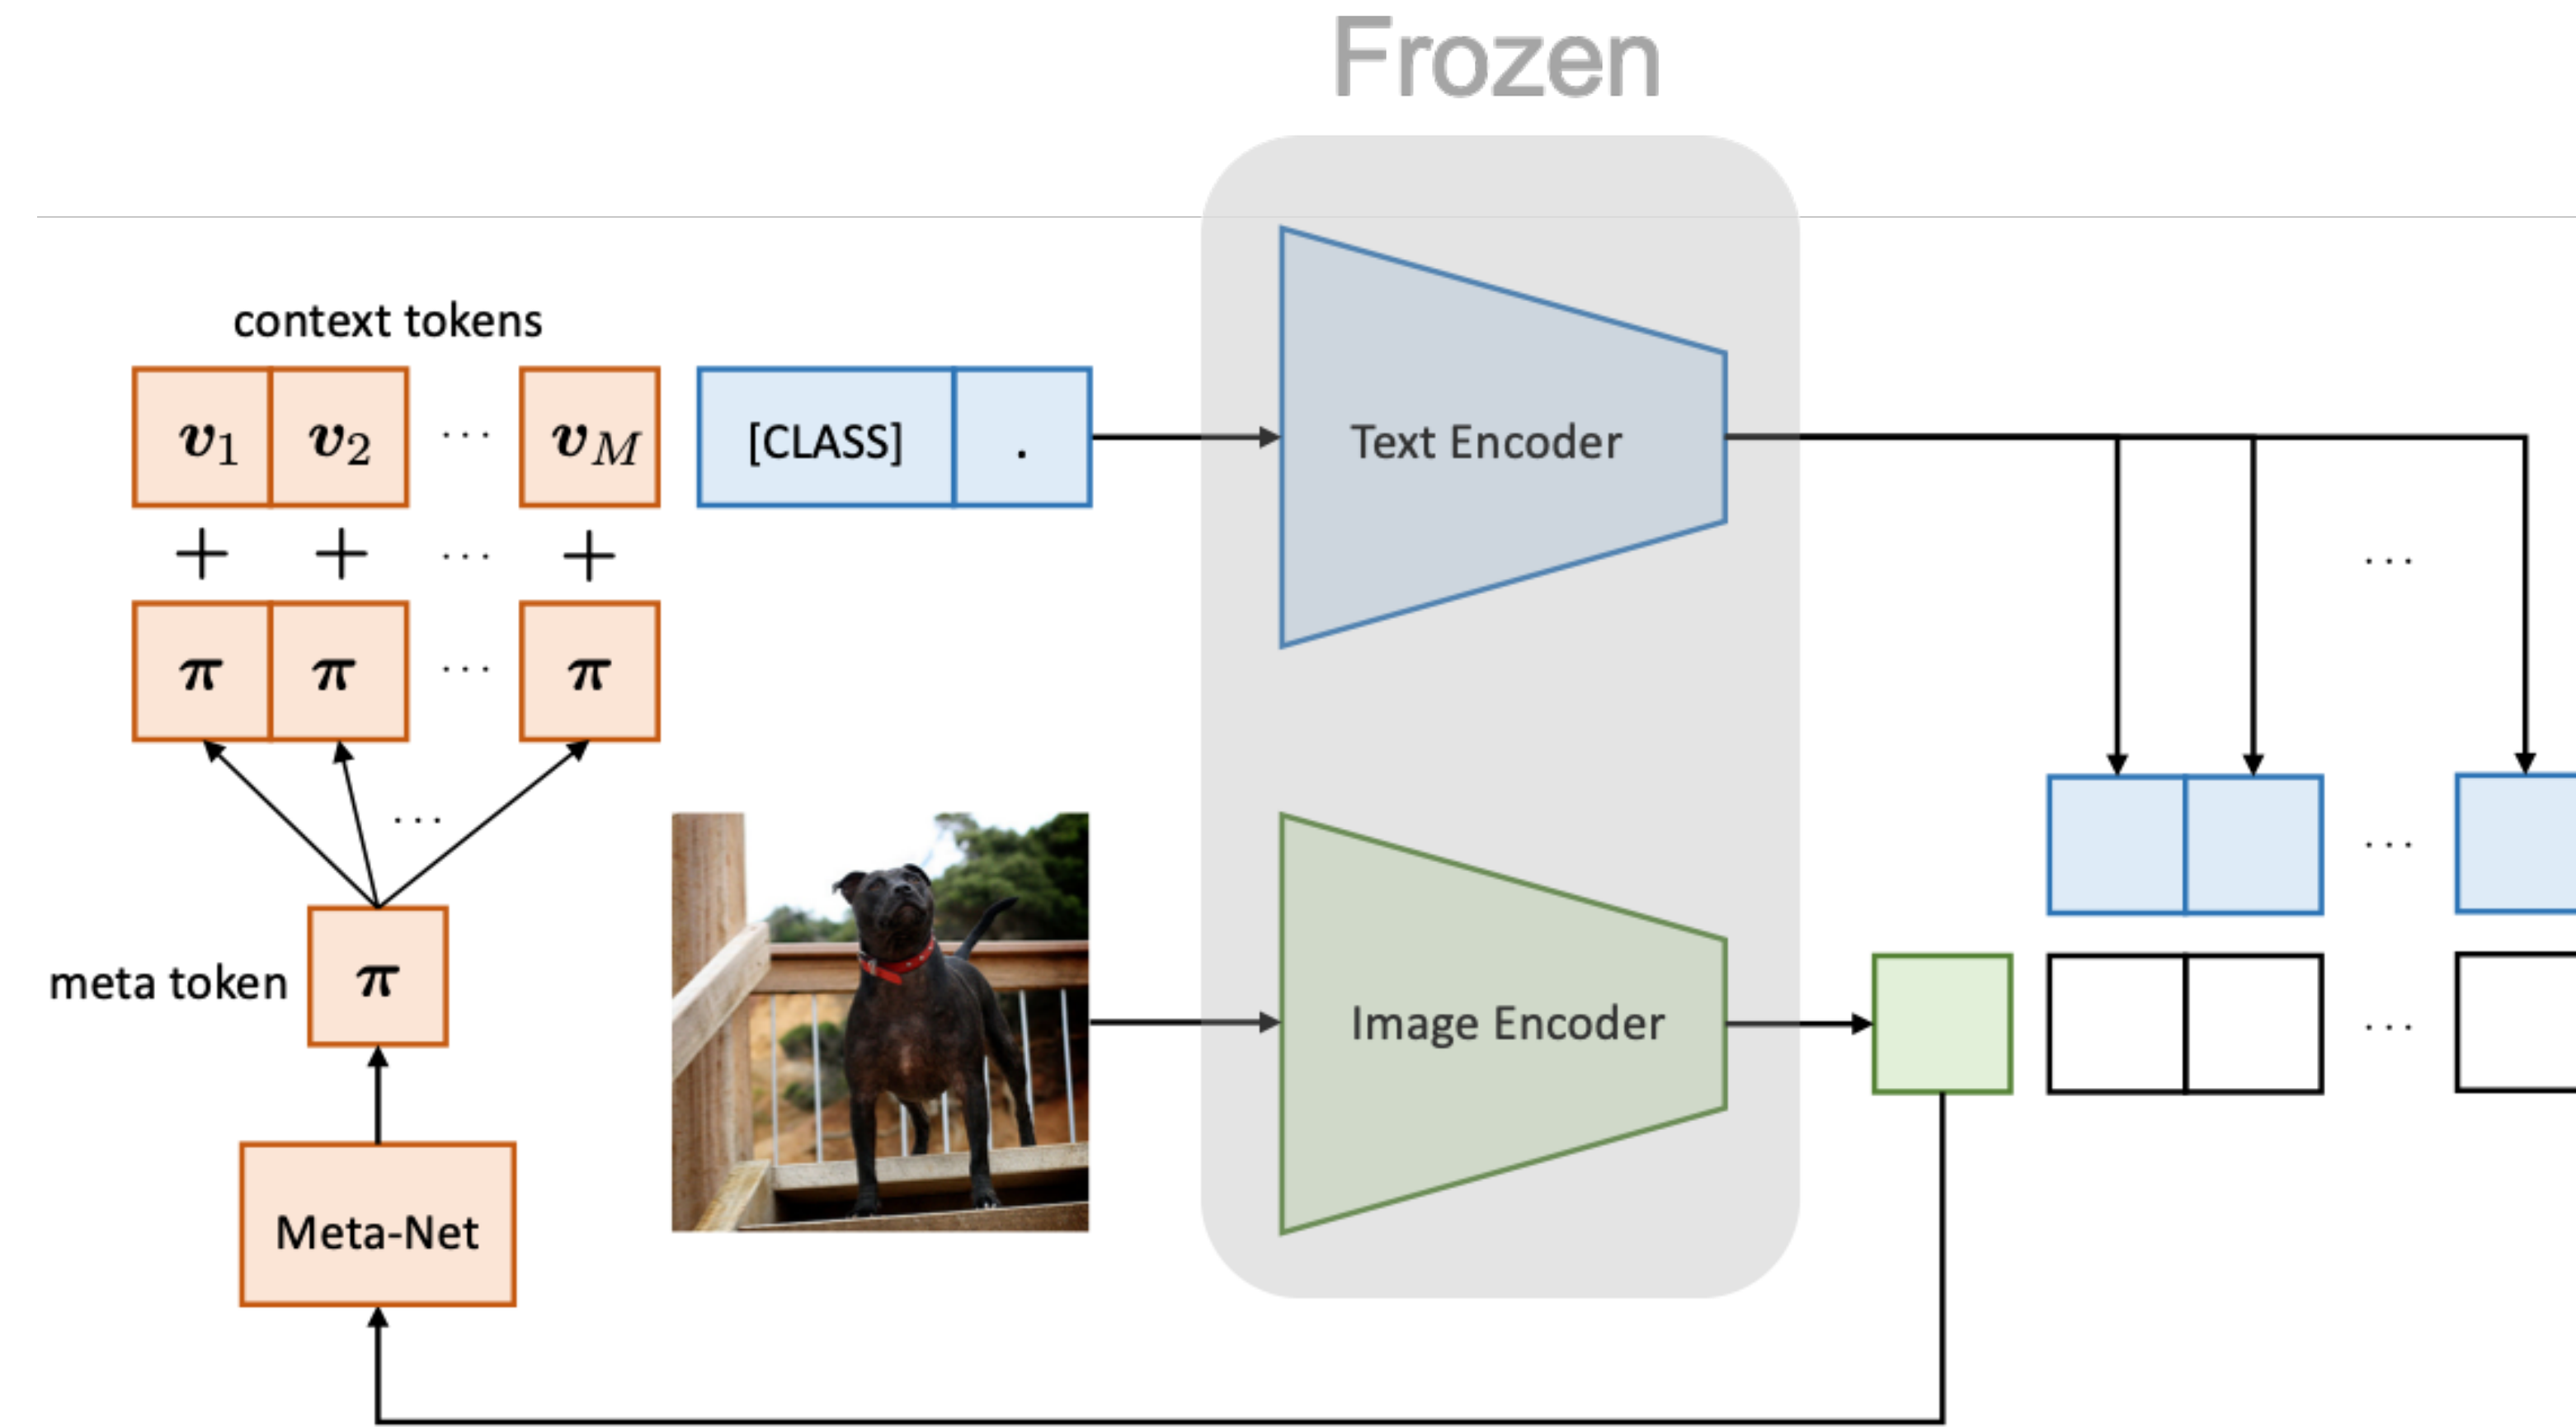 Frozen
context tokens
v1 v2 ··· vM [CLASS] .
+ + ··· +
π π ··· π
···
meta token π
Meta-Net
Text Encoder
Image Encoder
···
···
···